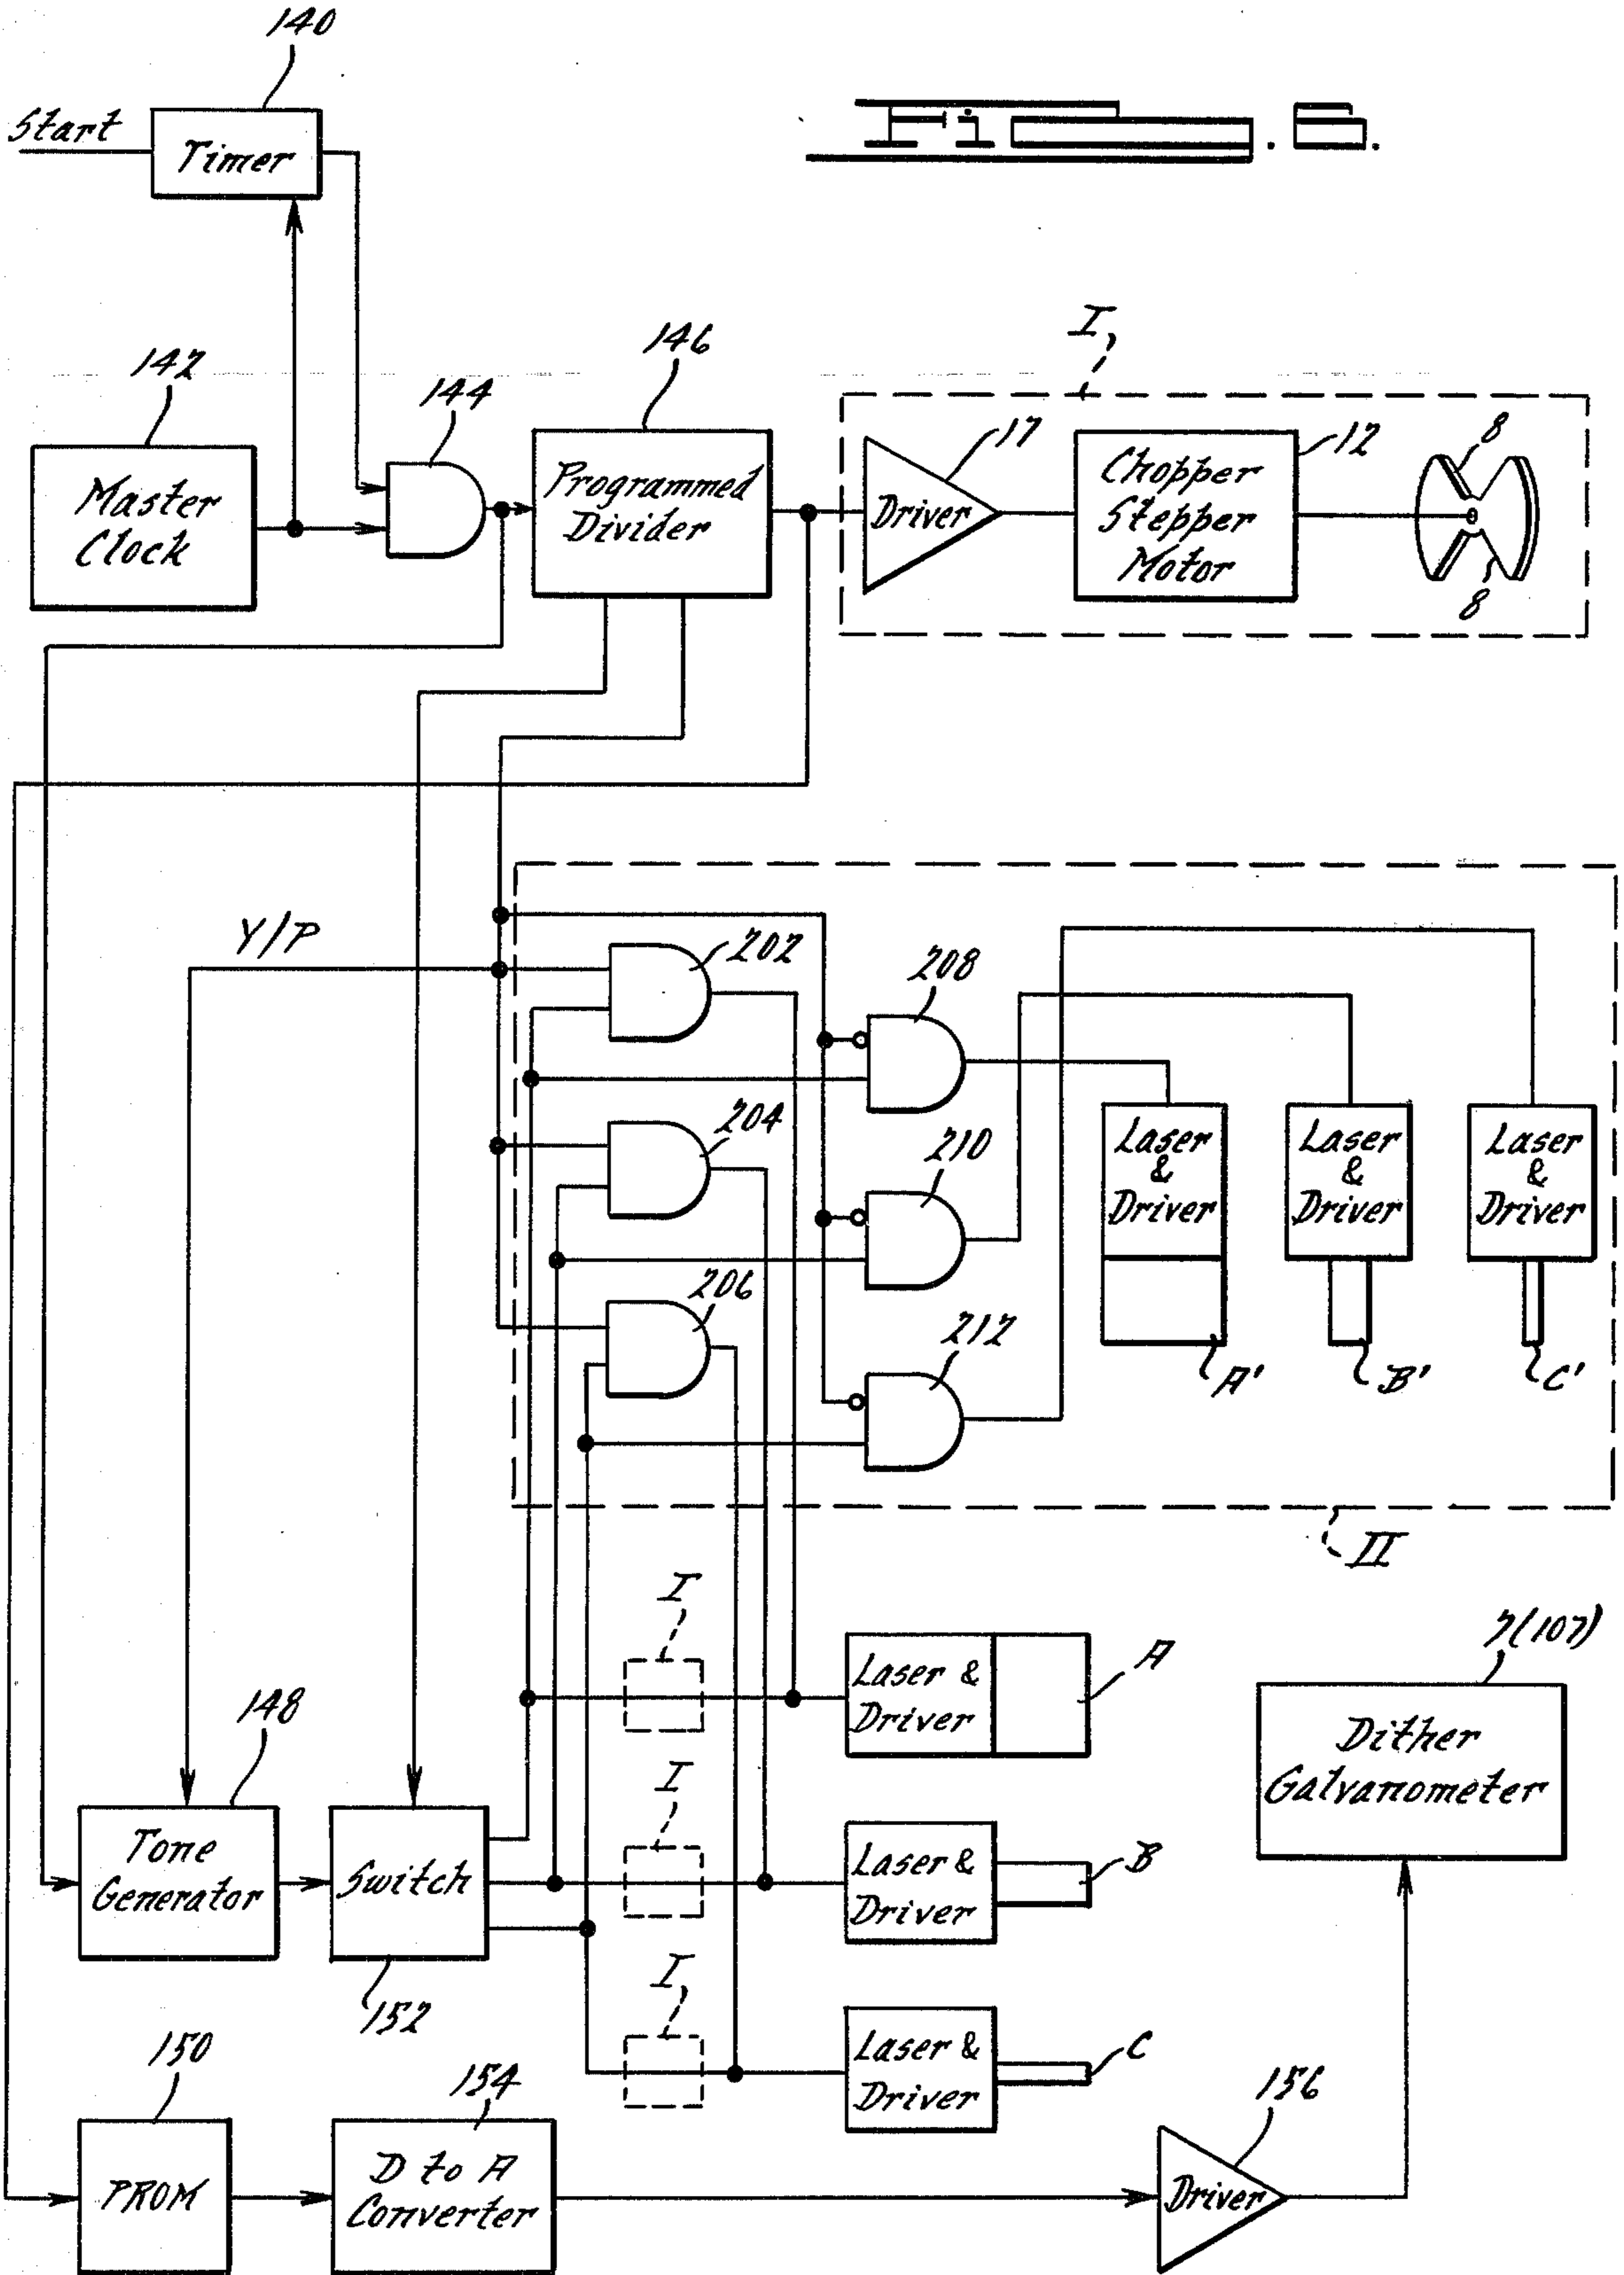 140
Start
Timer
Fig. 6.
I
142
144
146
17
12
8
Master
Clock
Programmed
Divider
Driver
Chopper
Stepper
Motor
8
Y/P
202
208
204
210
Laser
&
Driver
Laser
&
Driver
Laser
&
Driver
206
212
A'
B'
C'
II
I
7(107)
Laser &
Driver
A
148
Dither
Galvanometer
I
Tone
Generator
Switch
Laser &
Driver
B
152
I
150
154
Laser &
Driver
C
156
PROM
D to A
Converter
Driver